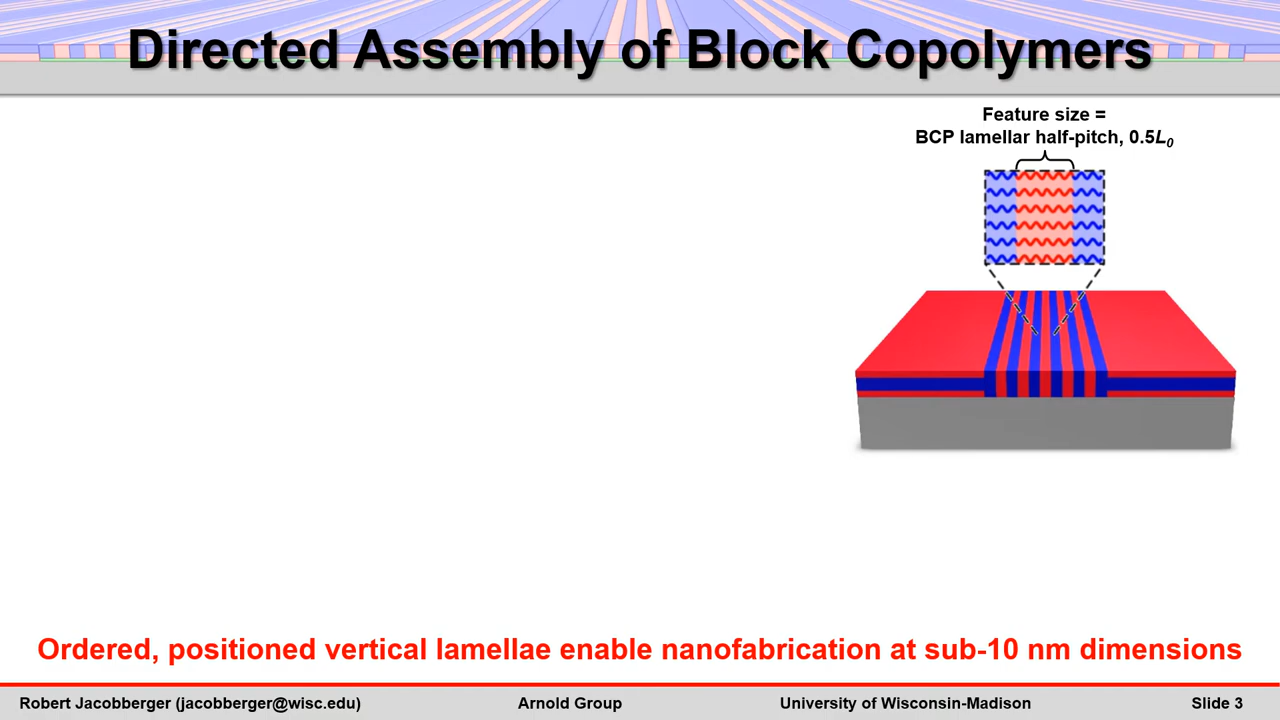 Directed Assembly of Block Copolymers
Feature size =
BCP lamellar half-pitch, 0.5L₀
Ordered, positioned vertical lamellae enable nanofabrication at sub-10 nm dimensions
Robert Jacobberger (jacobberger@wisc.edu) Arnold Group University of Wisconsin-Madison Slide 3